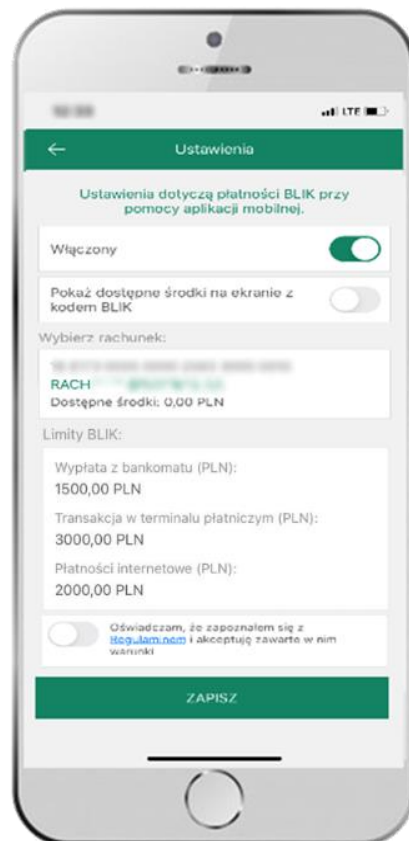 LTE
Ustawienia
Ustawienia dotyczą płatności BLIK przy
pomocy aplikacji mobilnej.
Włączony
Pokaż dostępne środki na ekranie z
kodem BLIK
Wybierz rachunek:
RACH
Dostępne środki: 0,00 PLN
Limity BLIK:
Wypłata z bankomatu (PLN):
1500,00 PLN
Transakcja w terminalu płatniczym (PLN):
3000,00 PLN
Płatności internetowe (PLN):
2000,00 PLN
Oświadczam, że zapoznałem się z
Regulaminem i akceptuję zawarte w nim
warunki
ZAPISZ